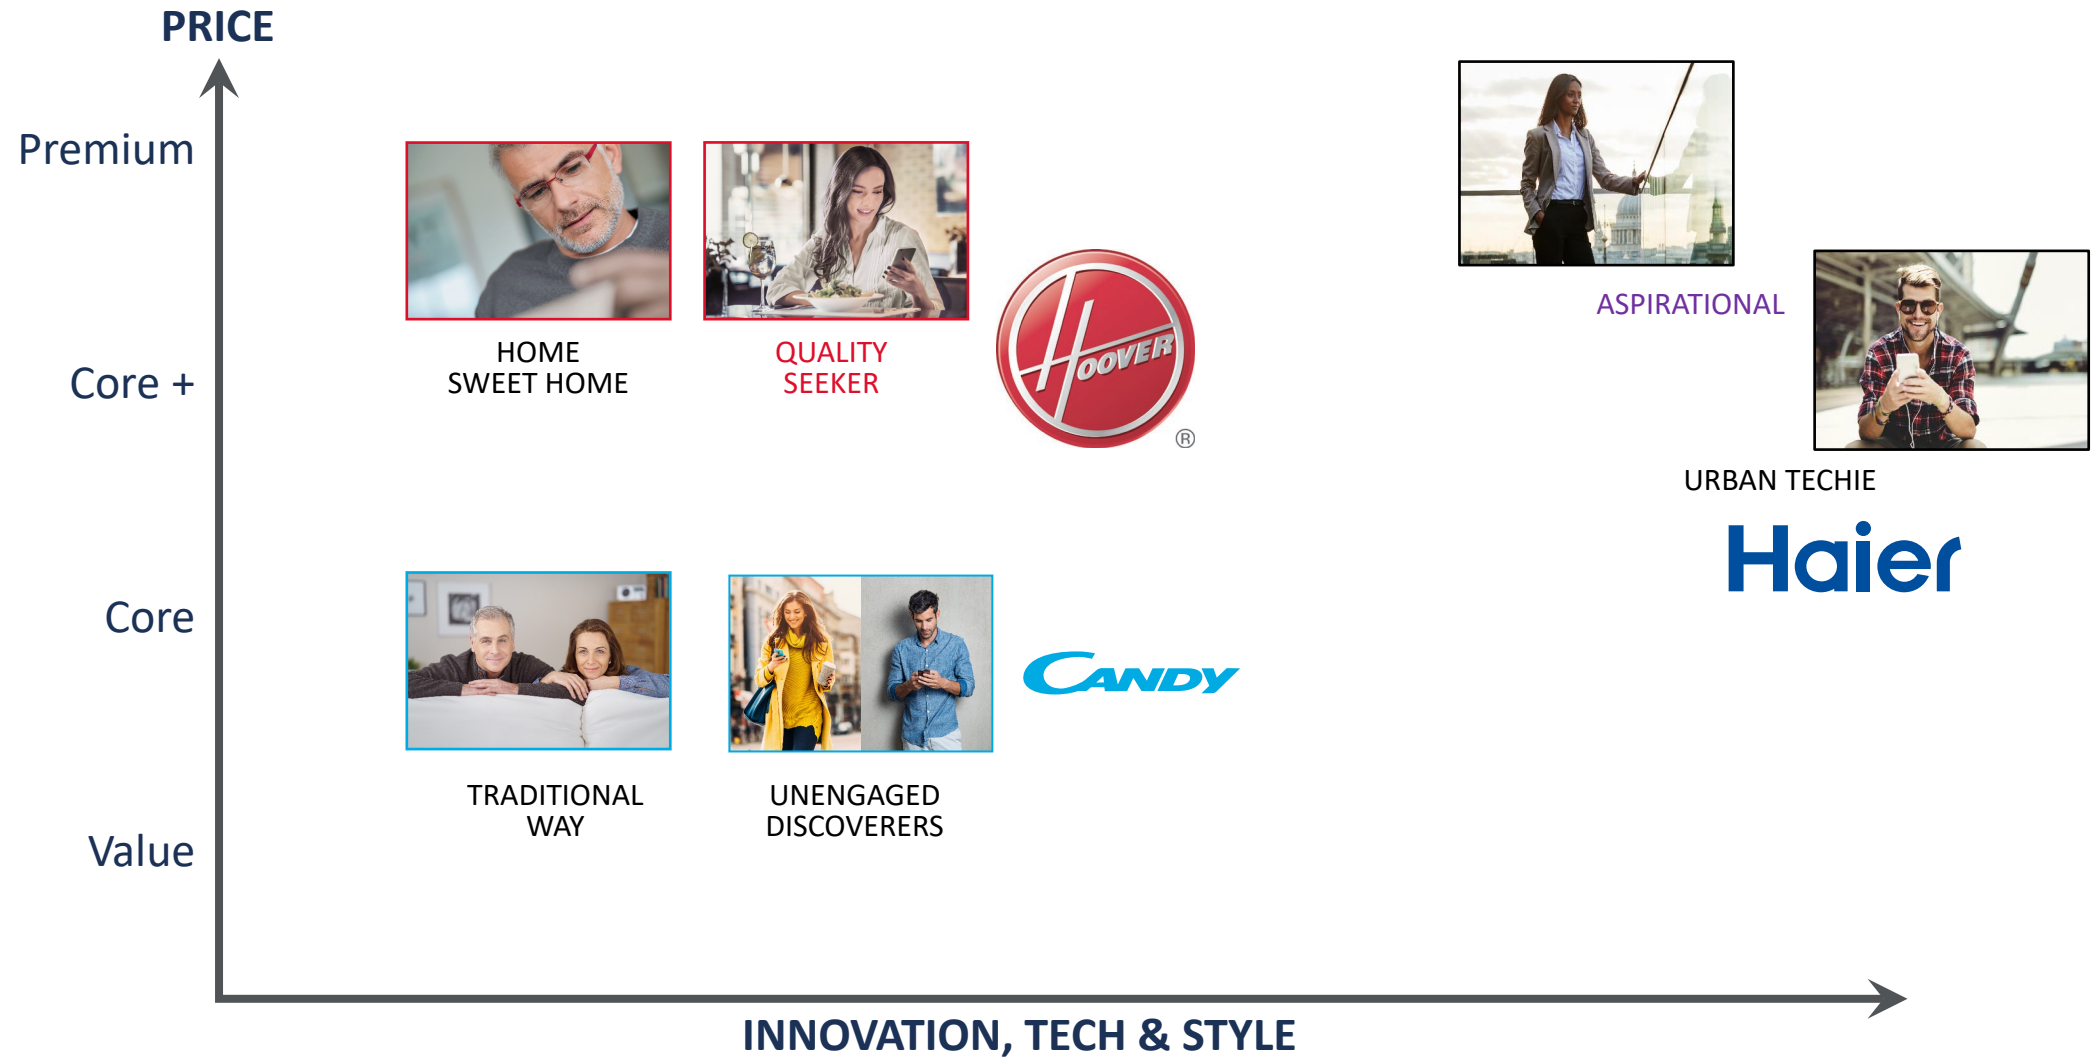 PRICE
Premium
Core +
Core
Value
HOME
SWEET HOME
QUALITY
SEEKER
HOOVER
®
ASPIRATIONAL
URBAN TECHIE
Haier
TRADITIONAL
WAY
UNENGAGED
DISCOVERERS
CANDY
INNOVATION, TECH & STYLE